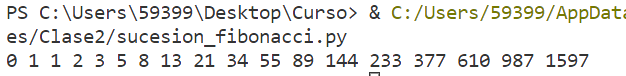 PS C:\Users\59399\Desktop\Curso> & C:/Users/59399/AppData
es/Clase2/sucesion_fibonacci.py
0 1 1 2 3 5 8 13 21 34 55 89 144 233 377 610 987 1597